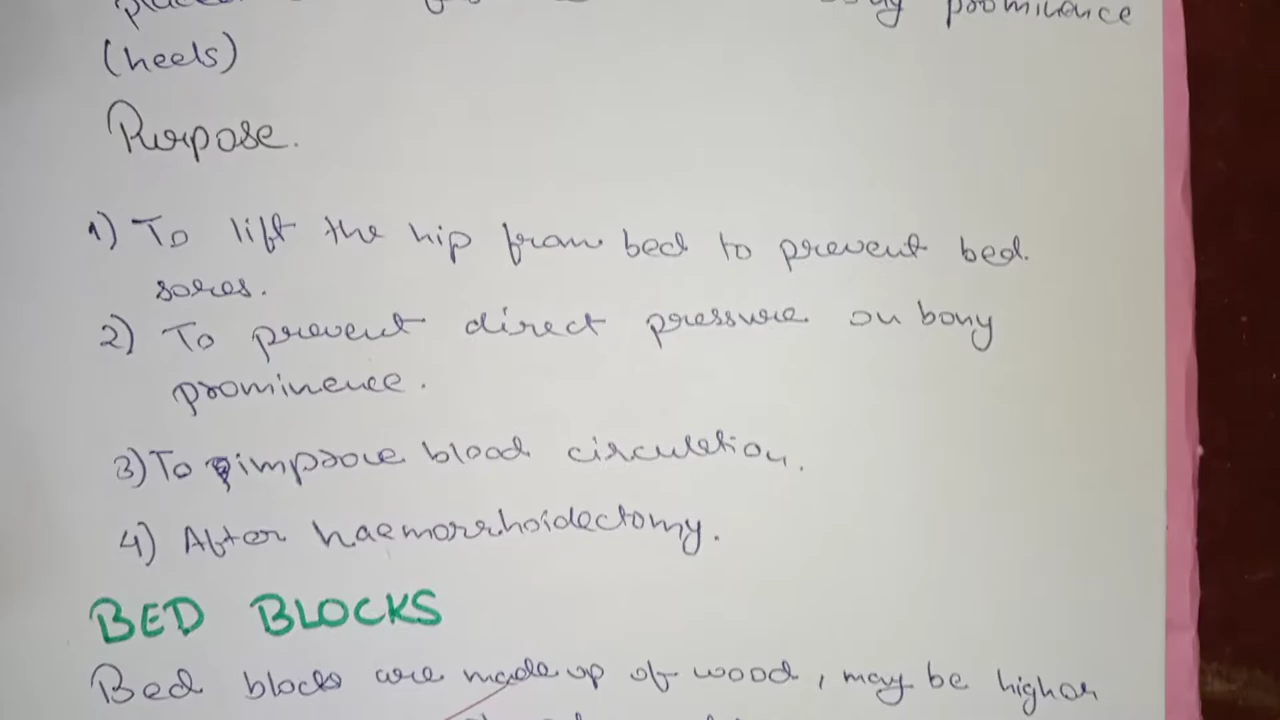 prominence
(heels)
Purpose.
1) To lift the hip from bed to prevent bed
sores.
2) To prevent direct pressure on bony
prominence.
3) To improve blood circulation.
4) After haemorrhoidectomy.
BED BLOCKS
Bed blocks are made up of wood, may be higher